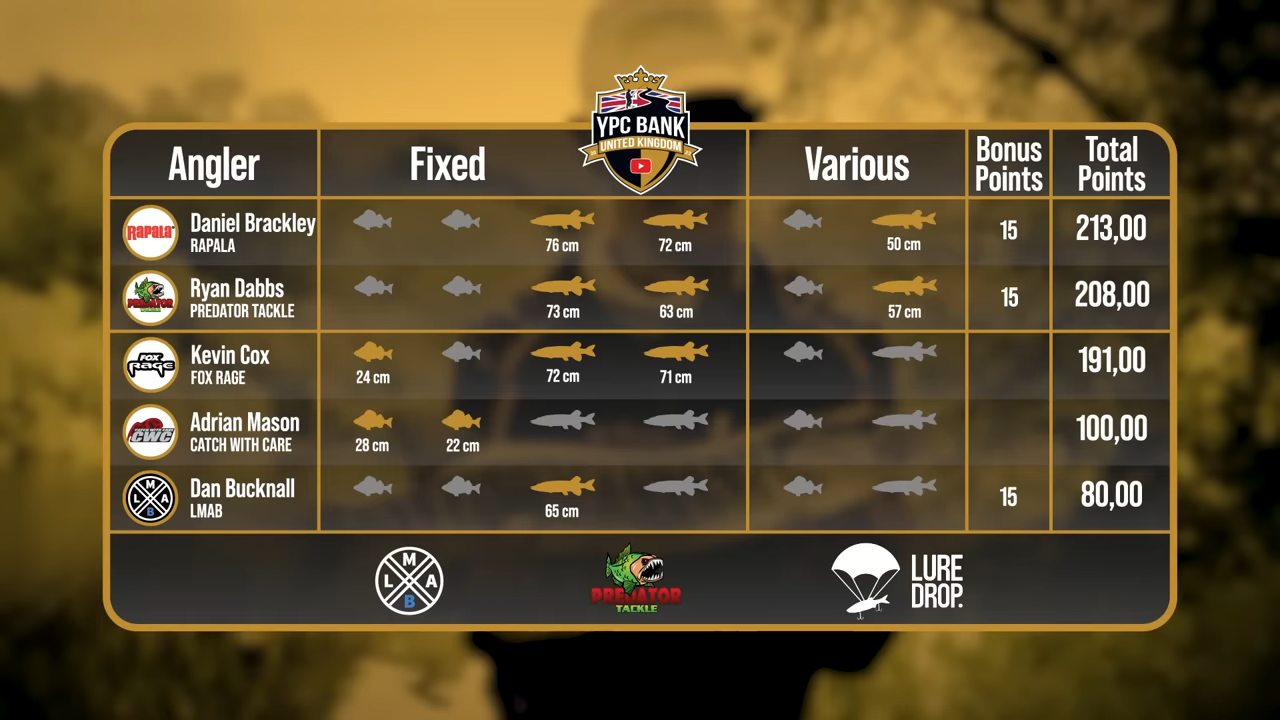 YPC BANK
UNITED KINGDOM
Angler
Fixed
Various
Bonus
Points
Total
Points
RAPALA
Daniel Brackley
RAPALA
76 cm
72 cm
50 cm
15
213,00
PREDATOR
TACKLE
Ryan Dabbs
PREDATOR TACKLE
73 cm
63 cm
57 cm
15
208,00
FOX
RAGE
Kevin Cox
FOX RAGE
24 cm
72 cm
71 cm
191,00
CWC
Adrian Mason
CATCH WITH CARE
28 cm
22 cm
100,00
L M A B
Dan Bucknall
LMAB
65 cm
15
80,00
L M A B
PREDATOR
TACKLE
LURE
DROP.